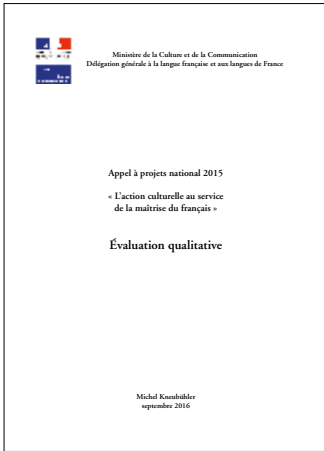 Ministère de la Culture et de la Communication
Délégation générale à la langue française et aux langues de France
Appel à projets national 2015
« L'action culturelle au service
de la maîtrise du français »
Évaluation qualitative
Michel Kneubühler
septembre 2016